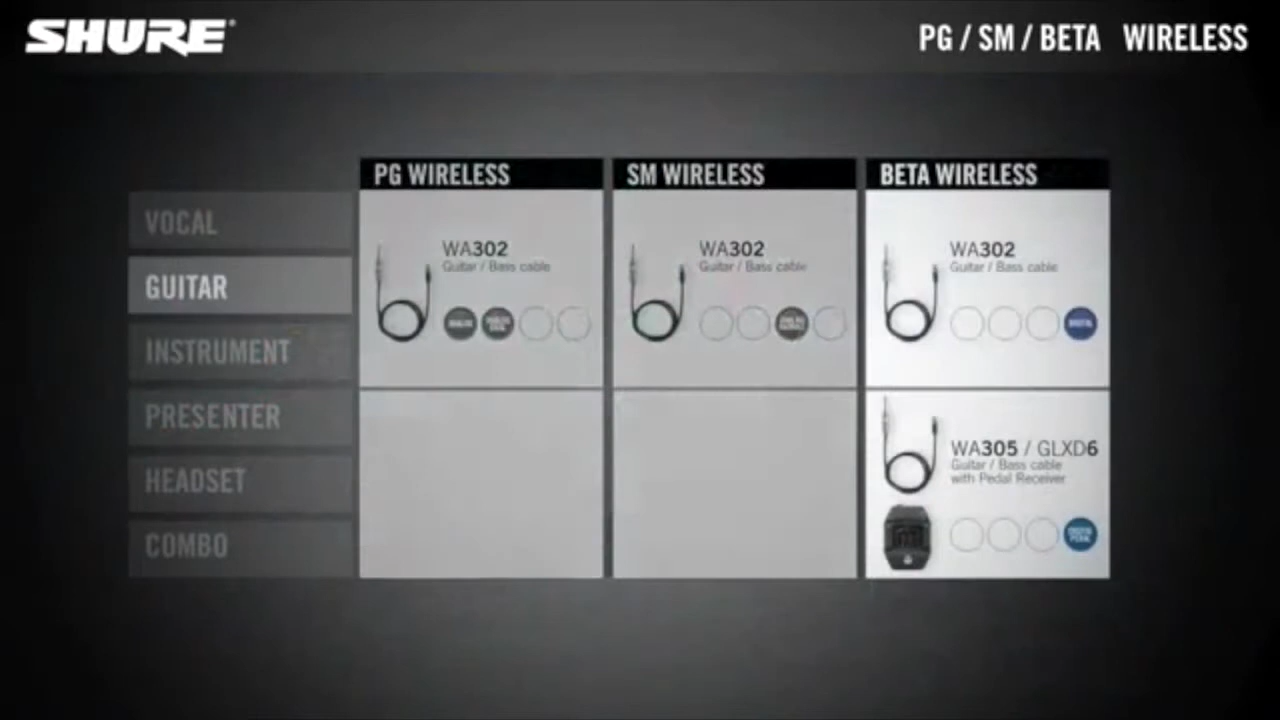 SHURE®
PG / SM / BETA WIRELESS
PG WIRELESS
SM WIRELESS
BETA WIRELESS
VOCAL
GUITAR
INSTRUMENT
PRESENTER
HEADSET
COMBO
WA302
Guitar / Bass cable
WA302
Guitar / Bass cable
WA302
Guitar / Bass cable
DIGITAL
WA305 / GLXD6
Guitar / Bass cable
with Pedal Receiver